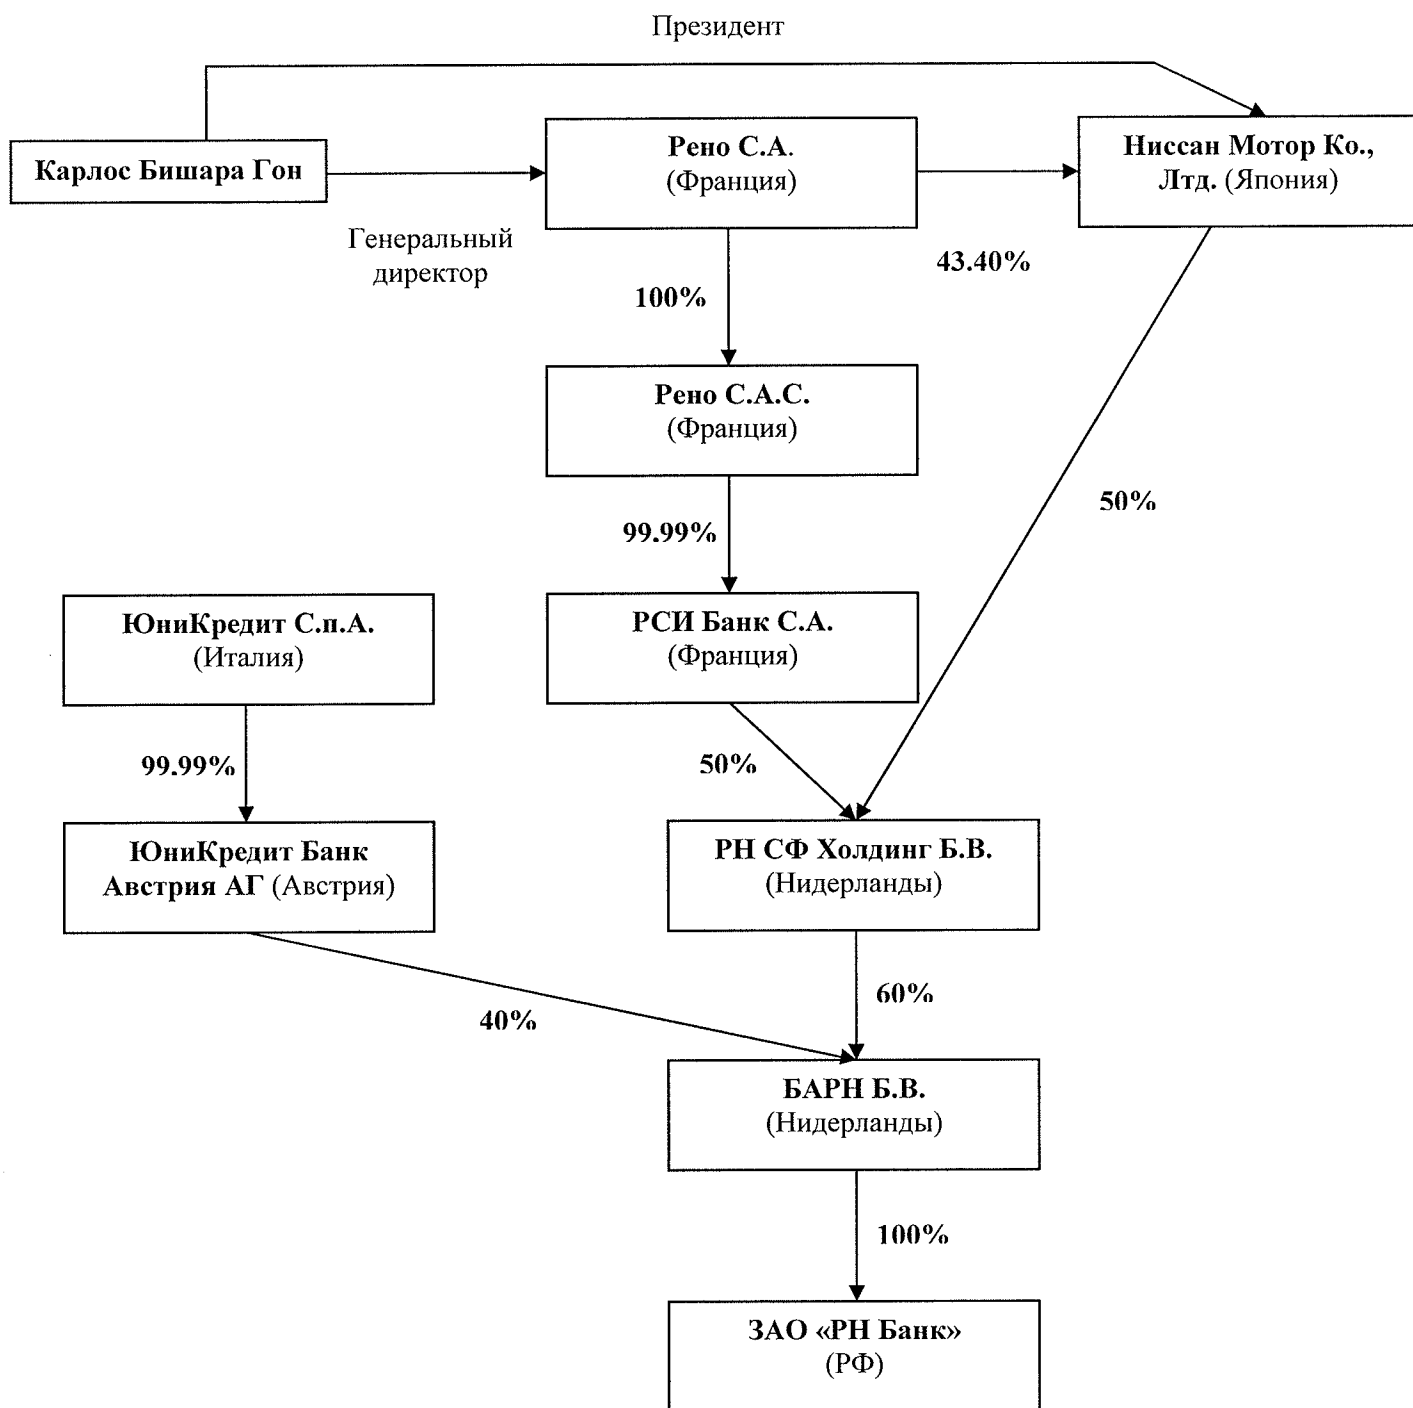 Президент
Карлос Бишара Гон
Рено С.А.
(Франция)
Ниссан Мотор Ко.,
Лтд. (Япония)
Генеральный
директор
43.40%
100%
Рено С.А.С.
(Франция)
50%
99.99%
ЮниКредит С.п.А.
(Италия)
РСИ Банк С.А.
(Франция)
99.99%
50%
ЮниКредит Банк
Австрия АГ (Австрия)
РН СФ Холдинг Б.В.
(Нидерланды)
60%
40%
БАРН Б.В.
(Нидерланды)
100%
ЗАО «РН Банк»
(РФ)